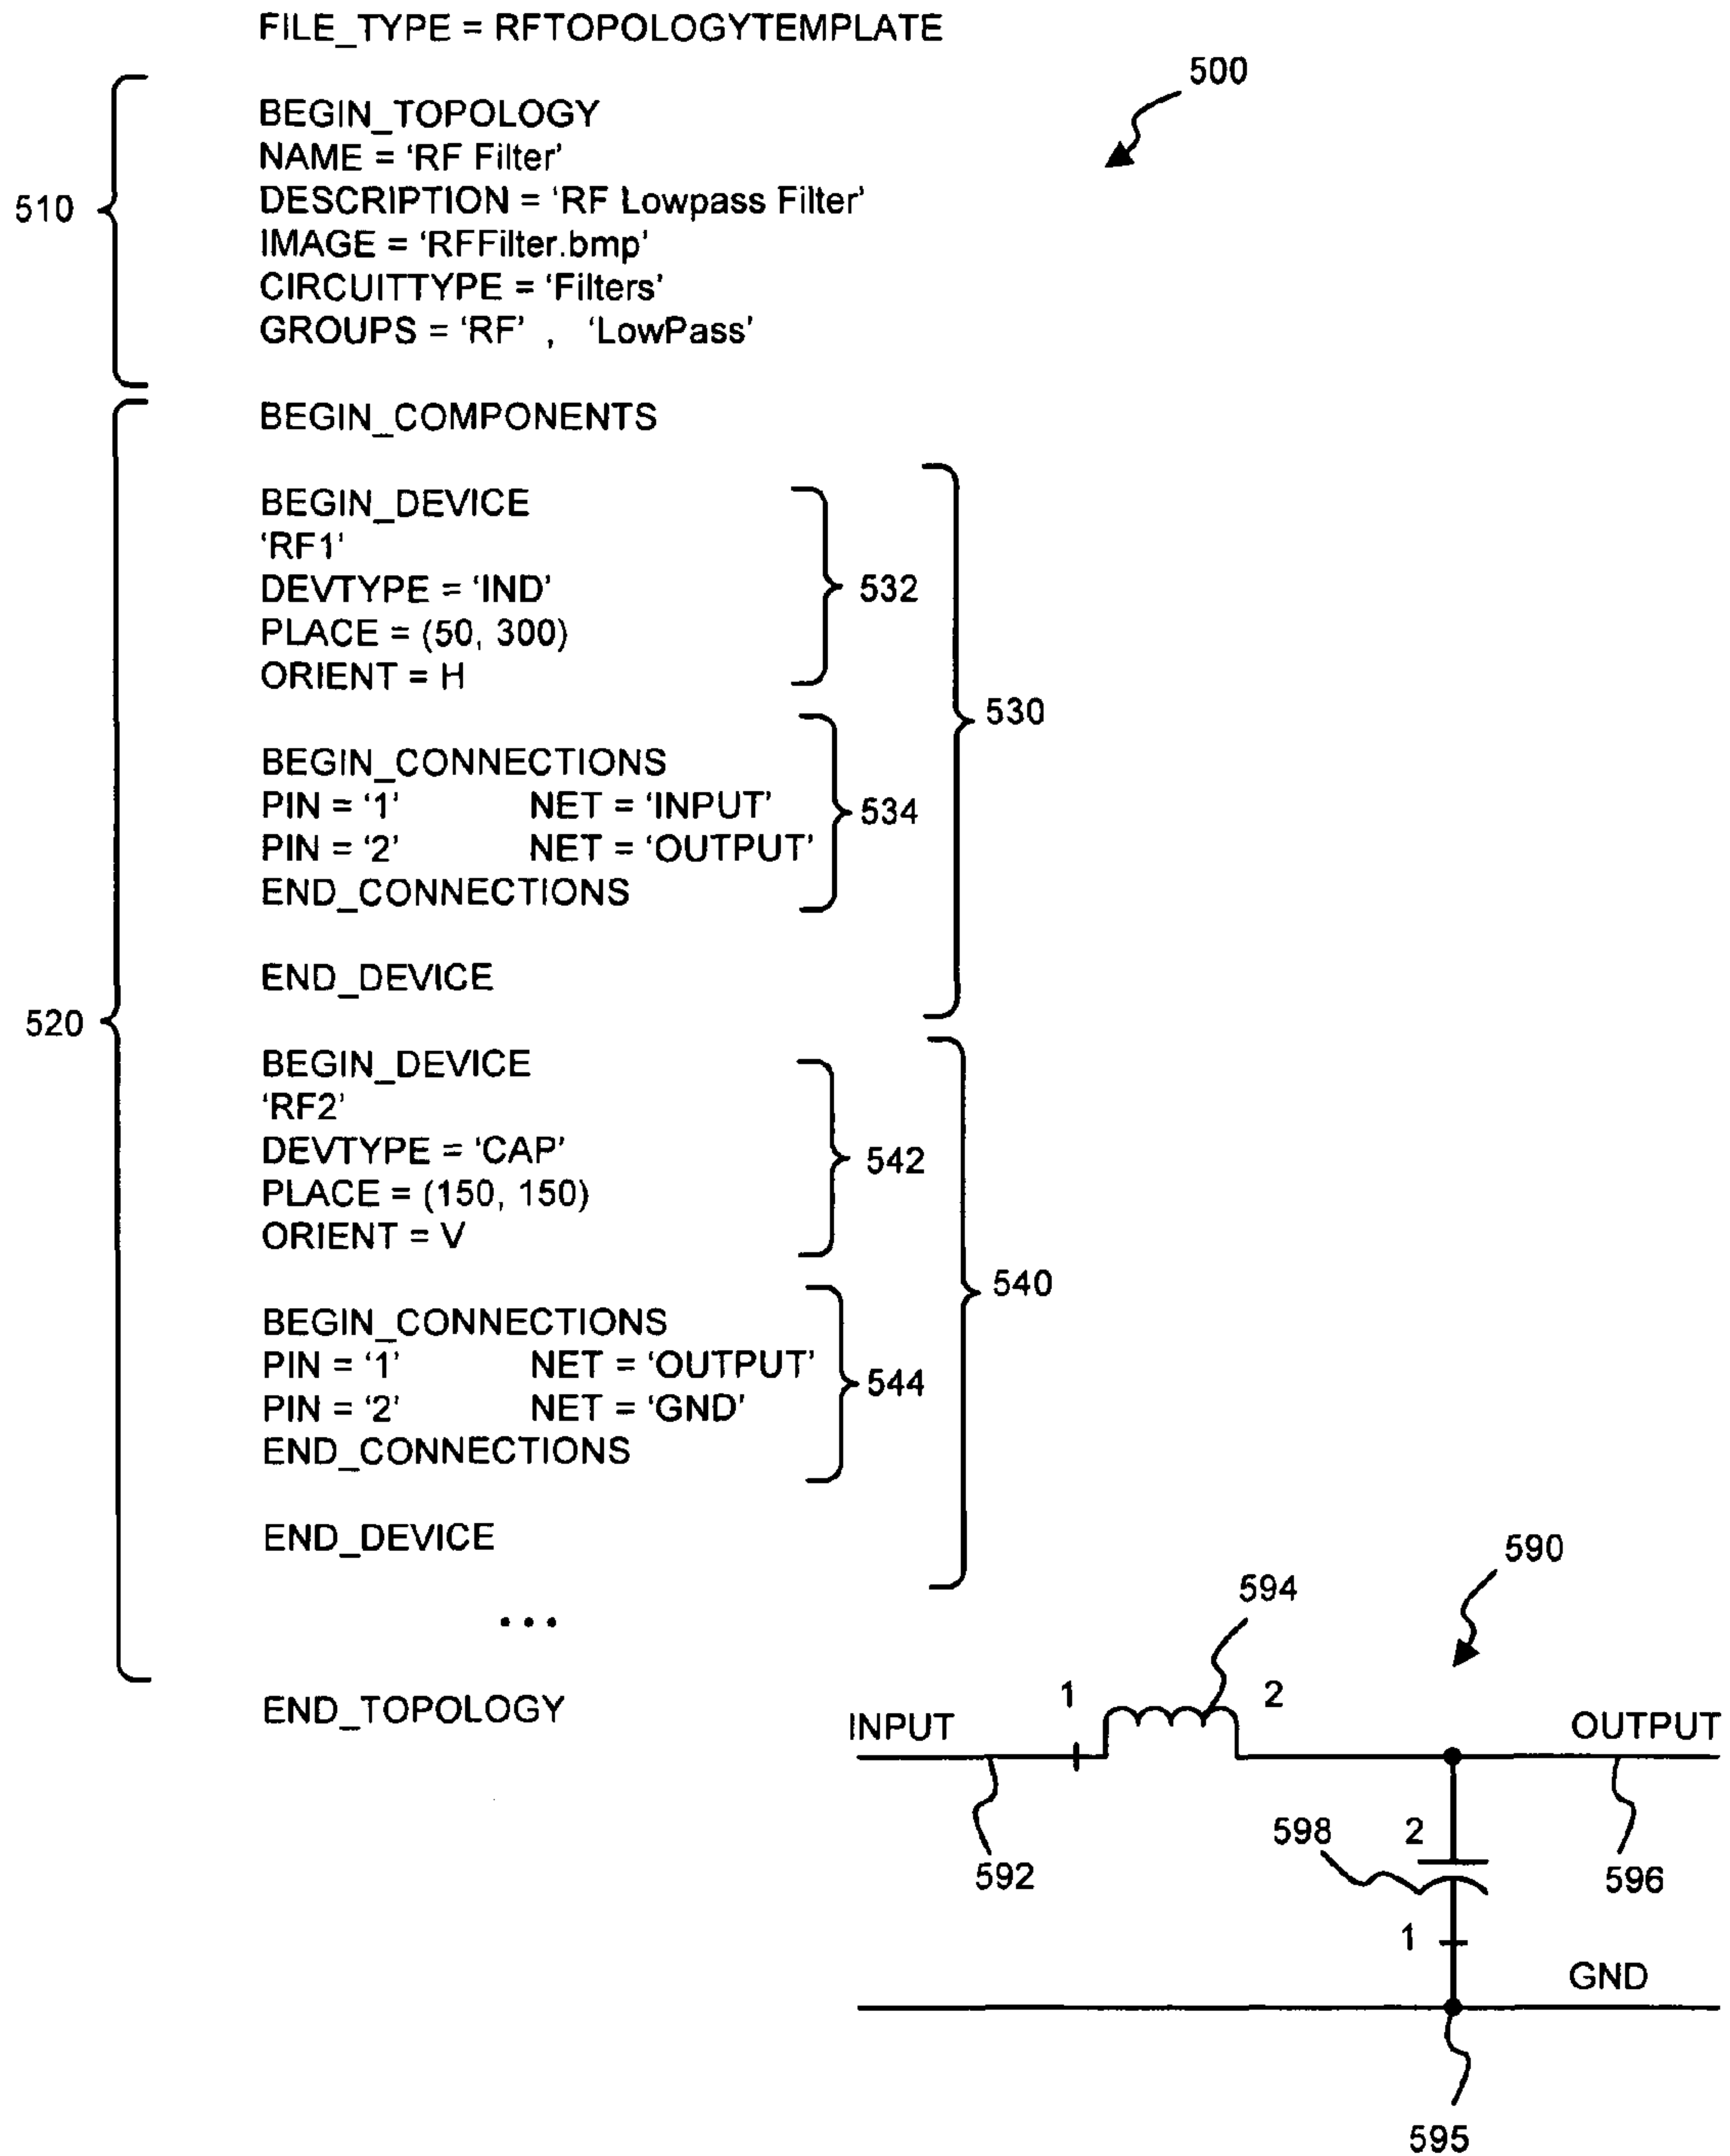 FILE_TYPE = RFTOPOLOGYTEMPLATE
500
BEGIN_TOPOLOGY
NAME = ‘RF Filter’
510
DESCRIPTION = ‘RF Lowpass Filter’
IMAGE = ‘RFFilter.bmp’
CIRCUITTYPE = ‘Filters’
GROUPS = ‘RF’ , ‘LowPass’
BEGIN_COMPONENTS
BEGIN_DEVICE
‘RF1’
DEVTYPE = ‘IND’
532
PLACE = (50, 300)
ORIENT = H
530
BEGIN_CONNECTIONS
PIN = ‘1’ NET = ‘INPUT’
534
PIN = ‘2’ NET = ‘OUTPUT’
END_CONNECTIONS
END_DEVICE
520
BEGIN_DEVICE
‘RF2’
DEVTYPE = ‘CAP’
542
PLACE = (150, 150)
ORIENT = V
540
BEGIN_CONNECTIONS
PIN = ‘1’ NET = ‘OUTPUT’
544
PIN = ‘2’ NET = ‘GND’
END_CONNECTIONS
END_DEVICE
...
END_TOPOLOGY
590
594
1 2
INPUT OUTPUT
598 2
592 596
1
GND
595